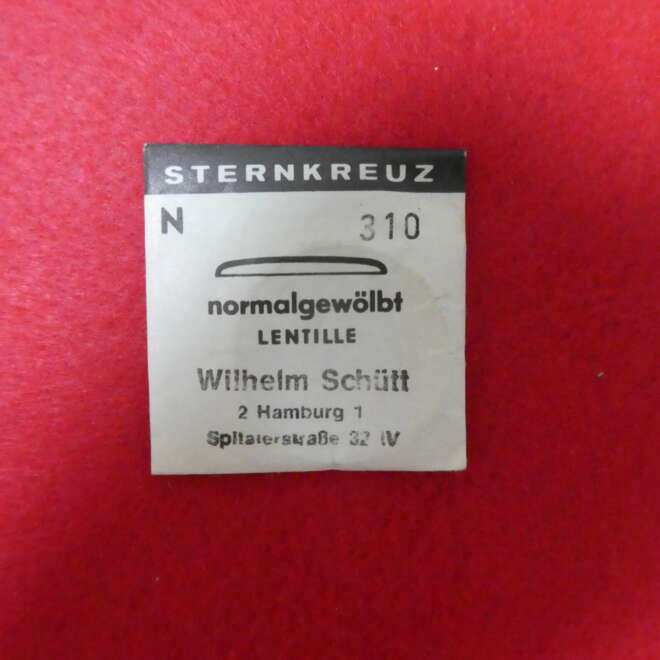 STERNKREUZ
N 310
normalgewölbt
LENTILLE
Wilhelm Schütt
2 Hamburg 1
Spitalerstraße 32 IV